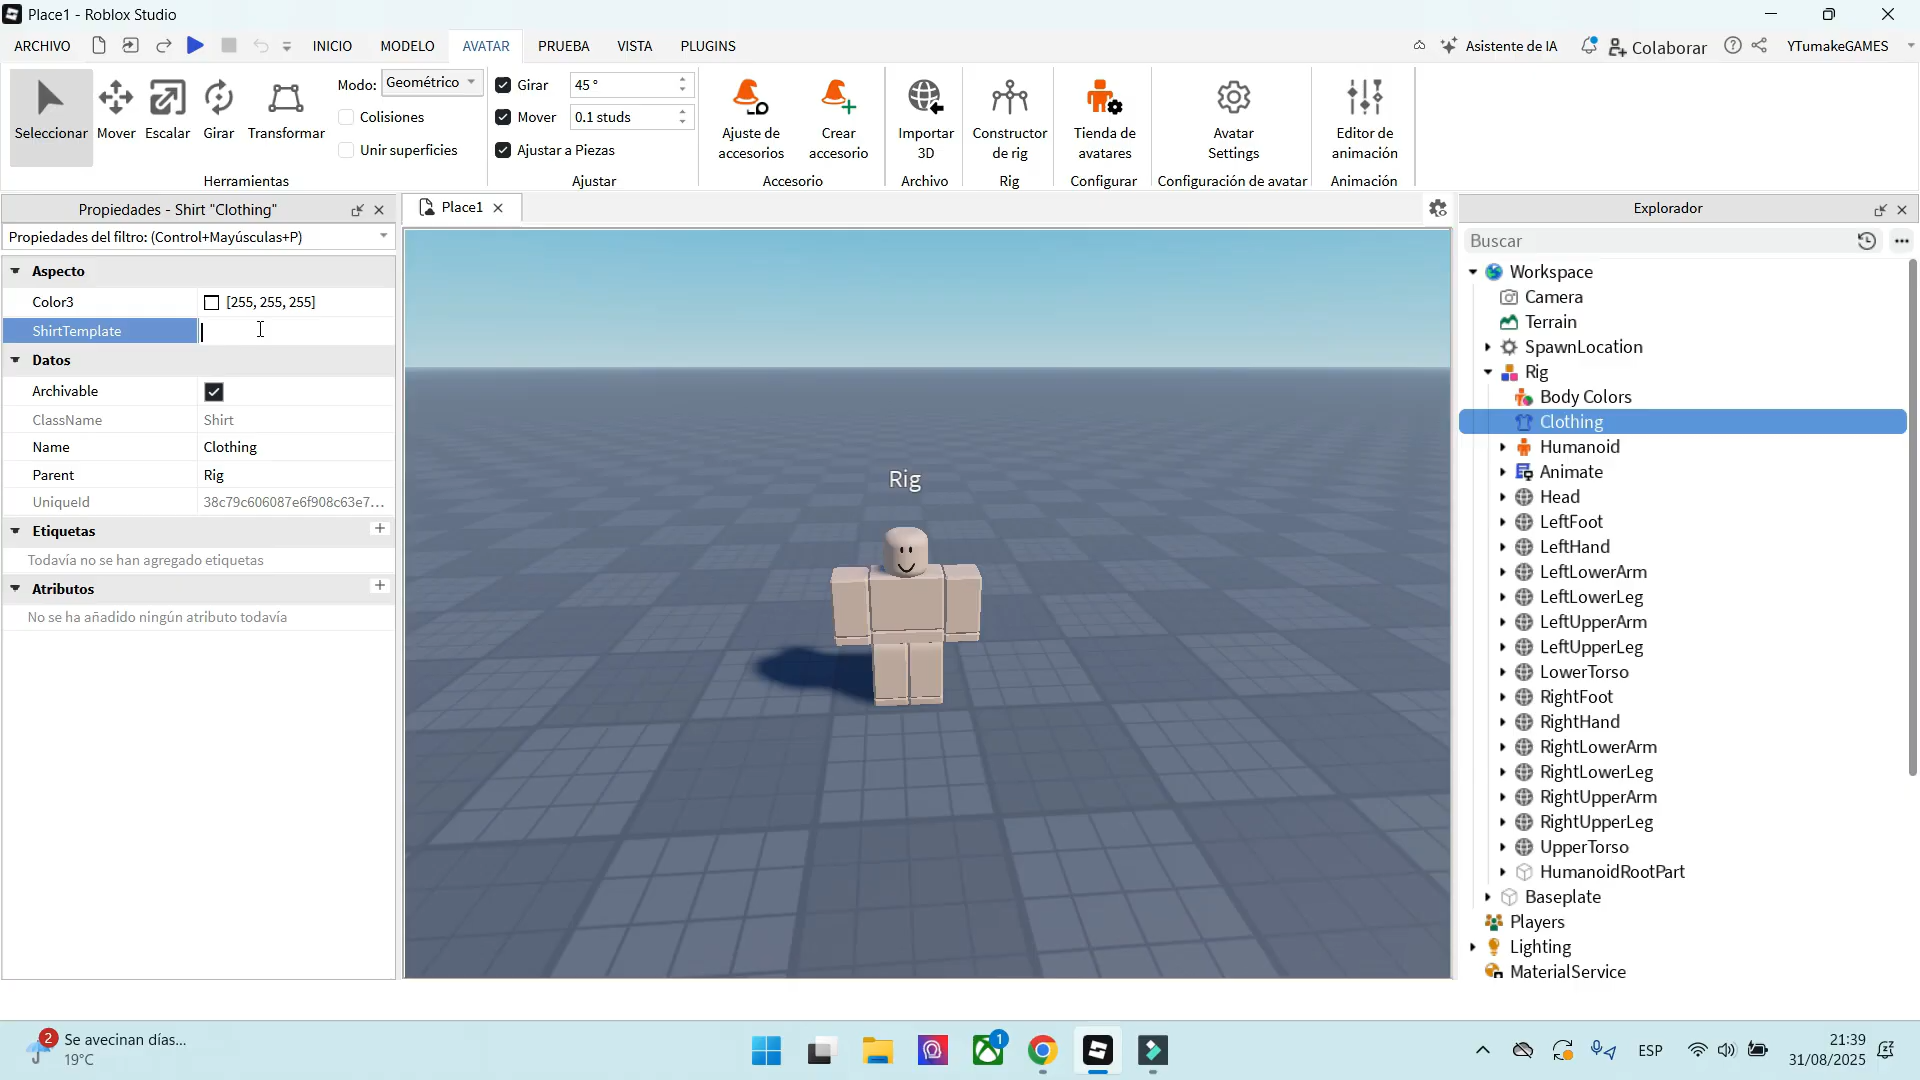 Place1 - Roblox Studio
ARCHIVO INICIO MODELO AVATAR PRUEBA VISTA PLUGINS Asistente de IA Colaborar YTumakeGAMES
Seleccionar Mover Escalar Girar Transformar
Modo: Geométrico
Colisiones
Unir superficies
Herramientas
Girar 45 °
Mover 0.1 studs
Ajustar a Piezas
Ajustar
Ajuste de accesorios
Crear accesorio
Accesorio
Importar 3D
Archivo
Constructor de rig
Rig
Tienda de avatares
Configurar
Avatar Settings
Configuración de avatar
Editor de animación
Animación
Propiedades - Shirt "Clothing"
Propiedades del filtro: (Control+Mayúsculas+P)
Aspecto
Color3 [255, 255, 255]
ShirtTemplate
Datos
Archivable
ClassName Shirt
Name Clothing
Parent Rig
UniqueId 38c79c606087e6f908c63e7...
Etiquetas
Todavía no se han agregado etiquetas
Atributos
No se ha añadido ningún atributo todavía
Place1
Rig
Explorador
Buscar
Workspace
Camera
Terrain
SpawnLocation
Rig
Body Colors
Clothing
Humanoid
Animate
Head
LeftFoot
LeftHand
LeftLowerArm
LeftLowerLeg
LeftUpperArm
LeftUpperLeg
LowerTorso
RightFoot
RightHand
RightLowerArm
RightLowerLeg
RightUpperArm
RightUpperLeg
UpperTorso
HumanoidRootPart
Baseplate
Players
Lighting
MaterialService
2
Se avecinan días...
19°C
1
ESP
21:39
31/08/2025